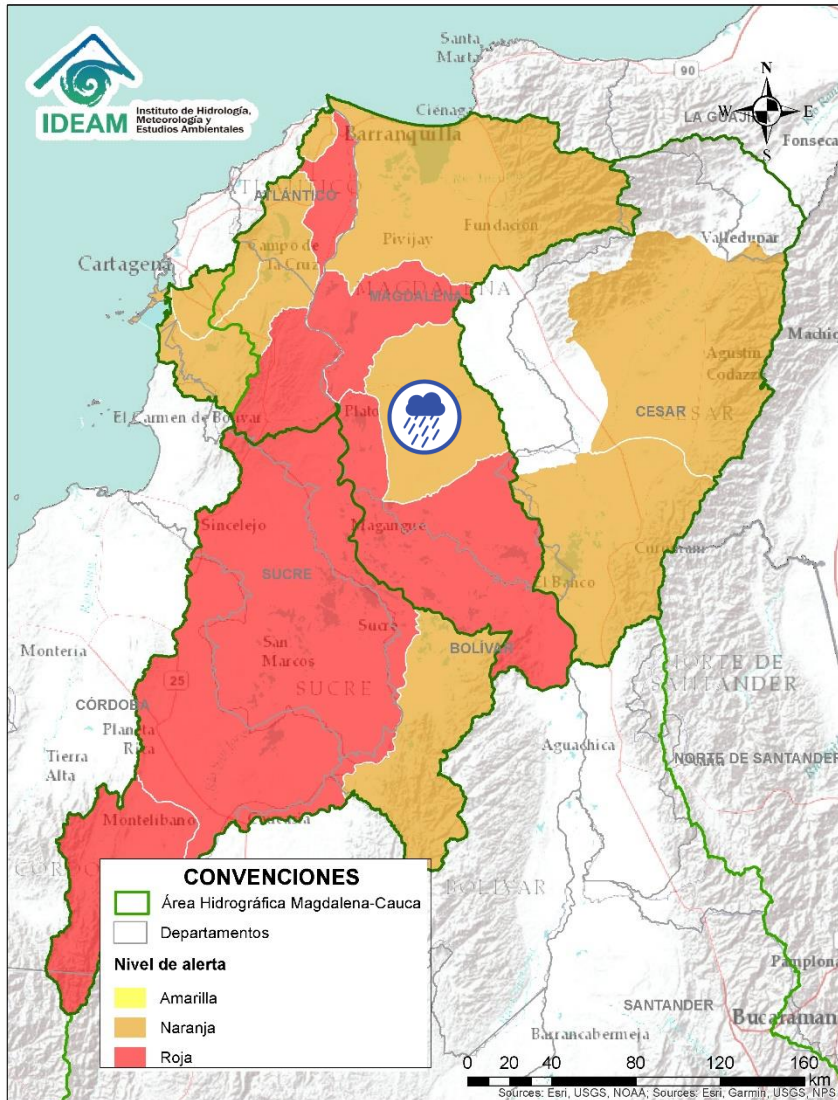 IDEAM
Instituto de Hidrología,
Meteorología y
Estudios Ambientales
Santa
Marta
90
N
W
E
S
Ciénaga
LA GUAJI
Fonseca
Barranquilla
ATLÁNTICO
Fundación
Valledupar
Pivijay
Campo de
la Cruz
Cartagena
MAGDALENA
Agustín
Codazzi
El Carmen de Bolívar
Plato
CESAR
Sincelejo
Magangué
SUCRE
El Banco
Sucre
BOLÍVAR
Montería
San
Marcos
25
SUCRE
NORTE DE
SANTANDER
CÓRDOBA
Planeta
Rica
Aguachica
Tierra
Alta
NORTE DE SANTANDER
Montelíbano
BOLÍVAR
CONVENCIONES
Área Hidrográfica Magdalena-Cauca
Departamentos
Nivel de alerta
Amarilla
Naranja
Roja
Pamplona
SANTANDER
Bucaraman
Barrancabermeja
0 20 40 80 120 160
km
Sources: Esri, USGS, NOAA; Sources: Esri, Garmin, USGS, NPS